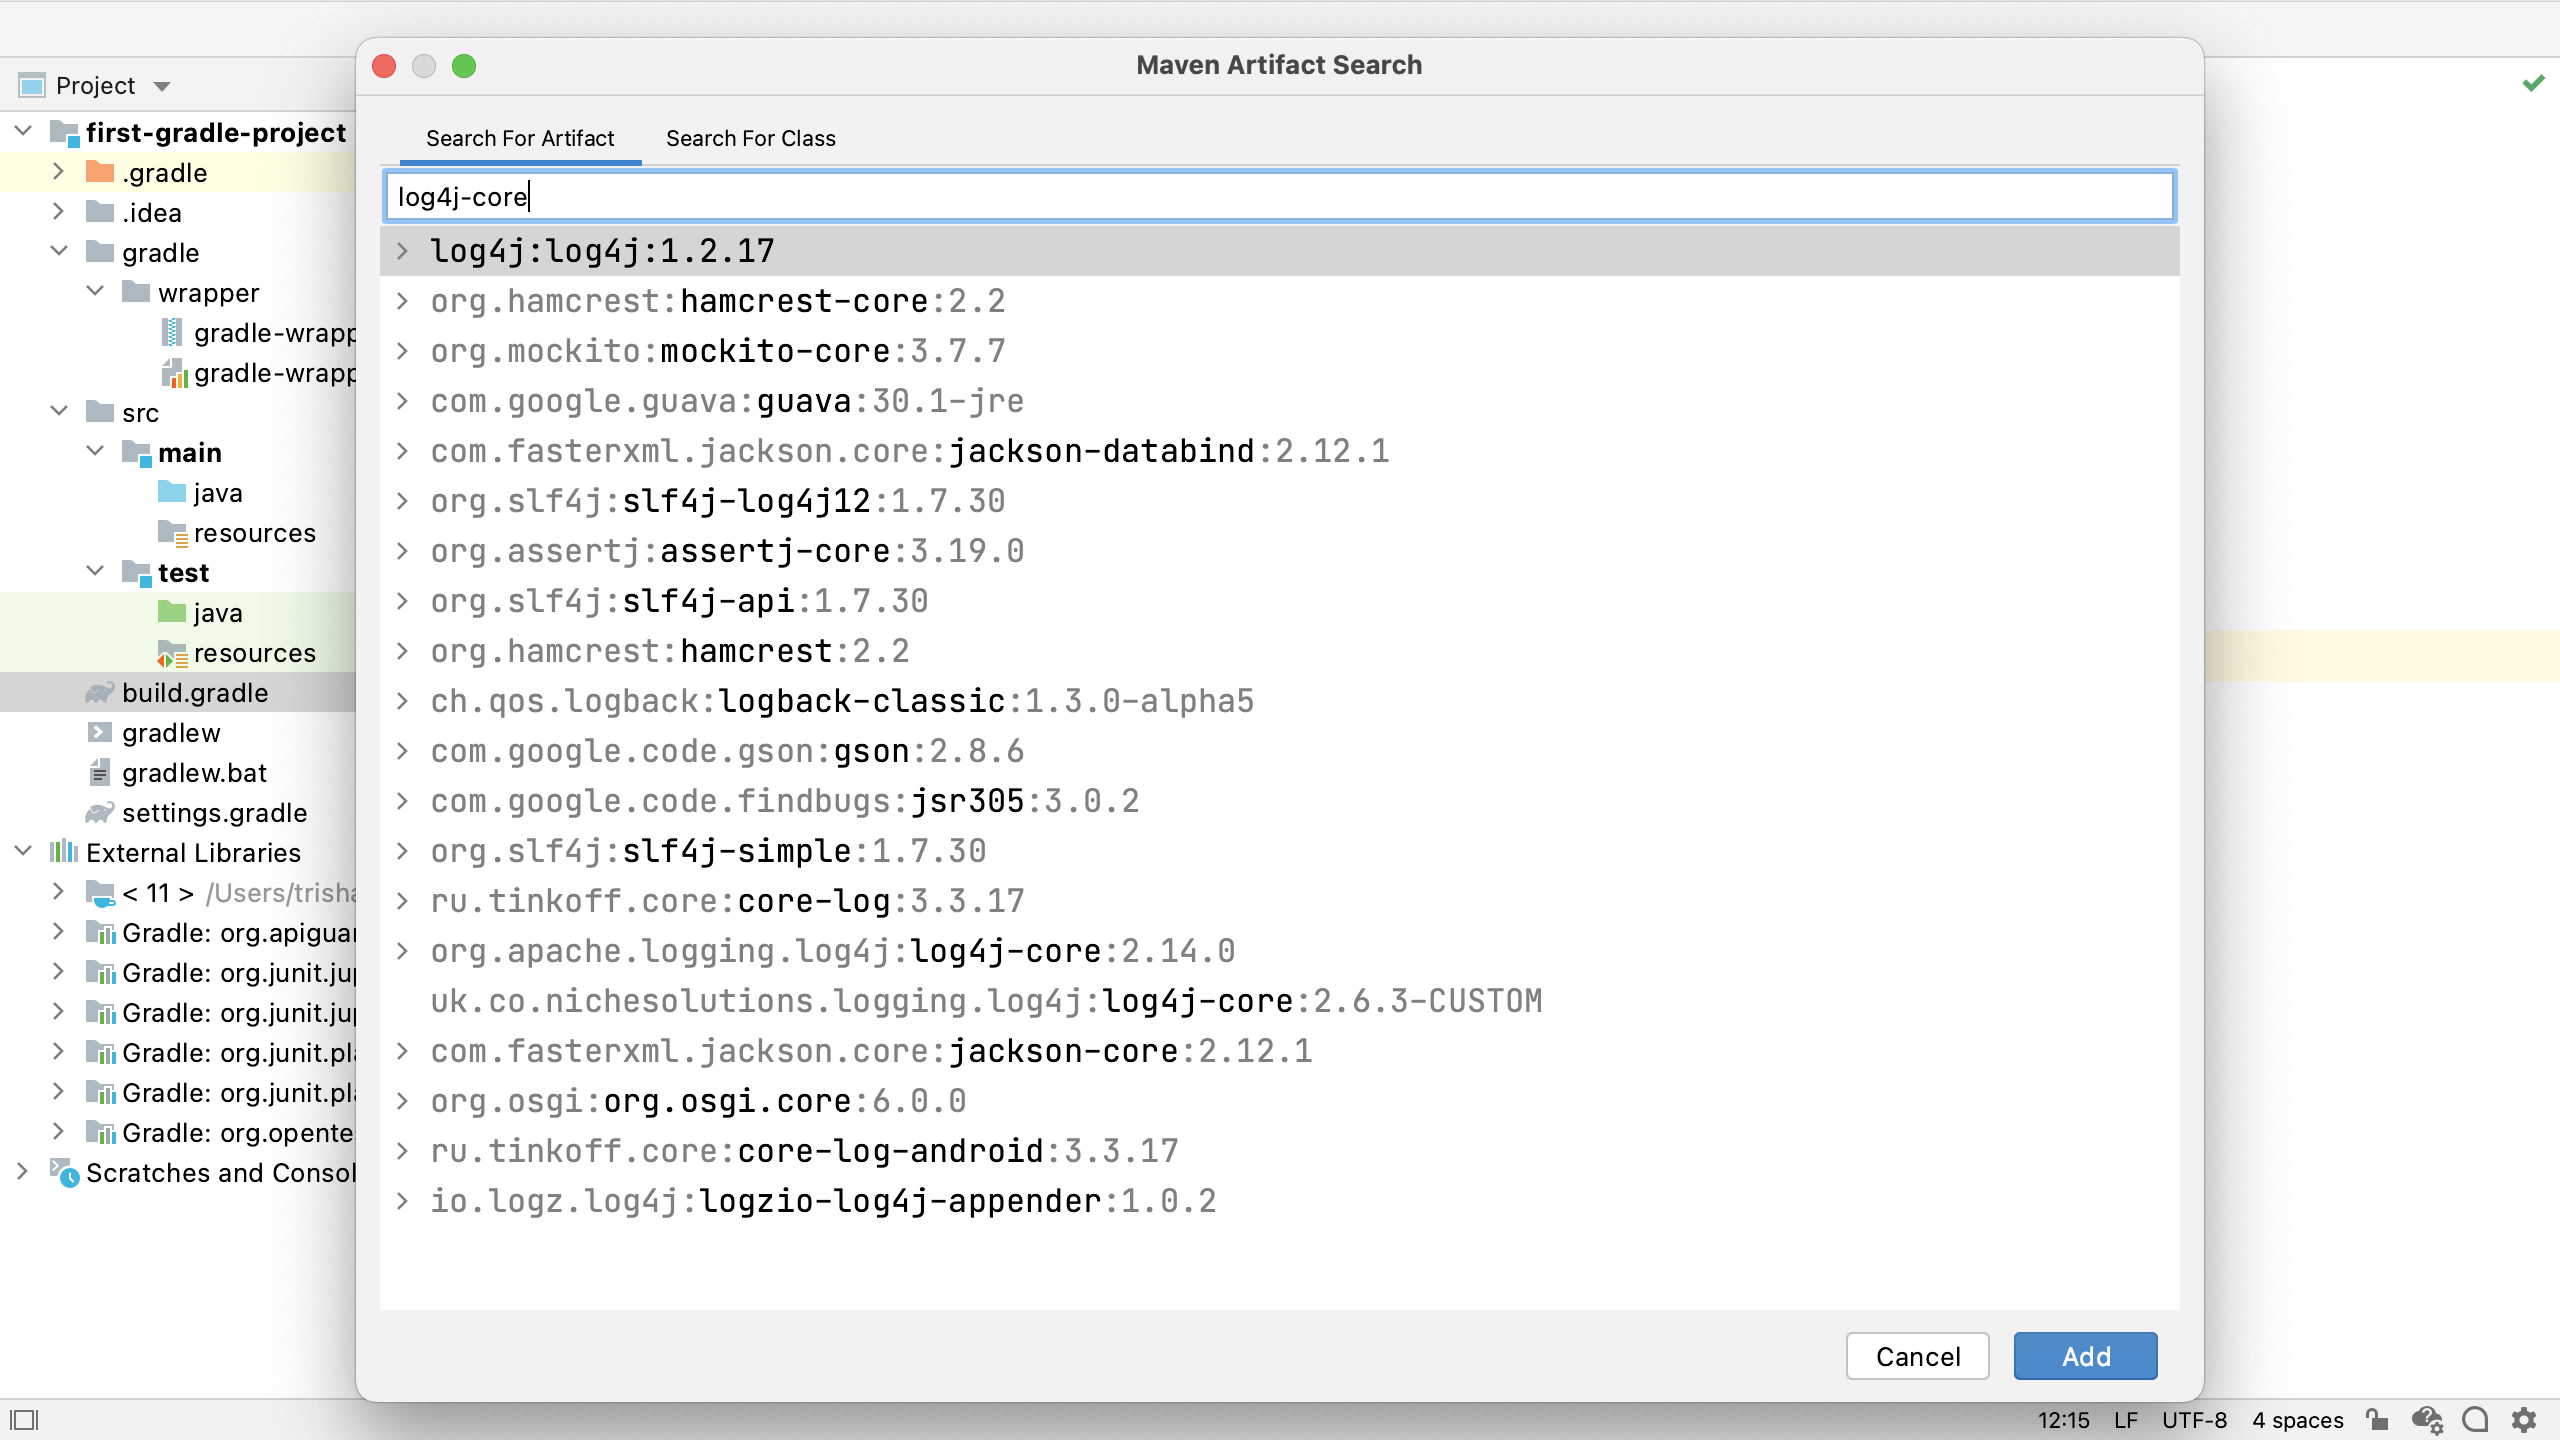 Maven Artifact Search
Project
first-gradle-project
.gradle
.idea
gradle
wrapper
gradle-wrapp
gradle-wrapp
src
main
java
resources
test
java
resources
build.gradle
gradlew
gradlew.bat
settings.gradle
External Libraries
< 11 > /Users/trisha
Gradle: org.apiguar
Gradle: org.junit.jup
Gradle: org.junit.jup
Gradle: org.junit.pla
Gradle: org.junit.pla
Gradle: org.opente
Scratches and Consol
Search For Artifact Search For Class
log4j-core
log4j:log4j:1.2.17
org.hamcrest:hamcrest-core:2.2
org.mockito:mockito-core:3.7.7
com.google.guava:guava:30.1-jre
com.fasterxml.jackson.core:jackson-databind:2.12.1
org.slf4j:slf4j-log4j12:1.7.30
org.assertj:assertj-core:3.19.0
org.slf4j:slf4j-api:1.7.30
org.hamcrest:hamcrest:2.2
ch.qos.logback:logback-classic:1.3.0-alpha5
com.google.code.gson:gson:2.8.6
com.google.code.findbugs:jsr305:3.0.2
org.slf4j:slf4j-simple:1.7.30
ru.tinkoff.core:core-log:3.3.17
org.apache.logging.log4j:log4j-core:2.14.0
uk.co.nichesolutions.logging.log4j:log4j-core:2.6.3-CUSTOM
com.fasterxml.jackson.core:jackson-core:2.12.1
org.osgi:org.osgi.core:6.0.0
ru.tinkoff.core:core-log-android:3.3.17
io.logz.log4j:logzio-log4j-appender:1.0.2
Cancel Add
12:15 LF UTF-8 4 spaces